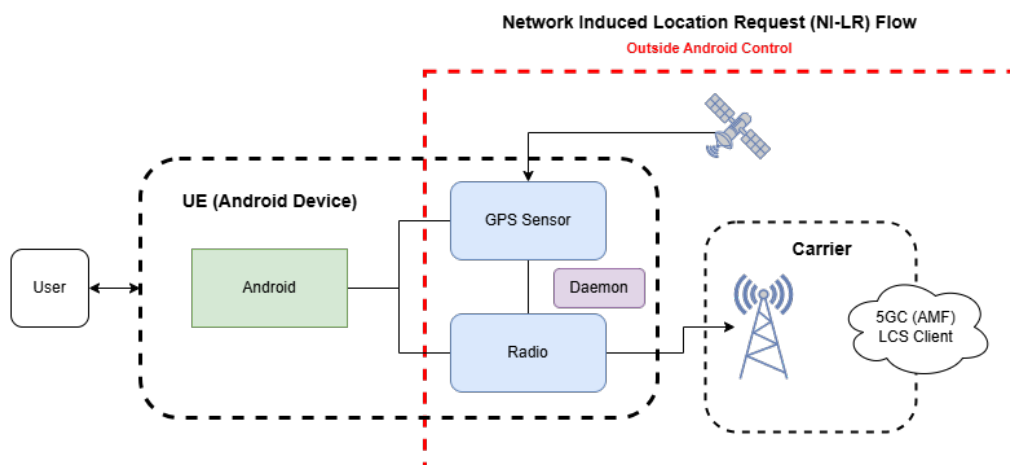 Network Induced Location Request (NI-LR) Flow
Outside Android Control
UE (Android Device)
GPS Sensor
Carrier
User
Android
Daemon
5GC (AMF)
LCS Client
Radio